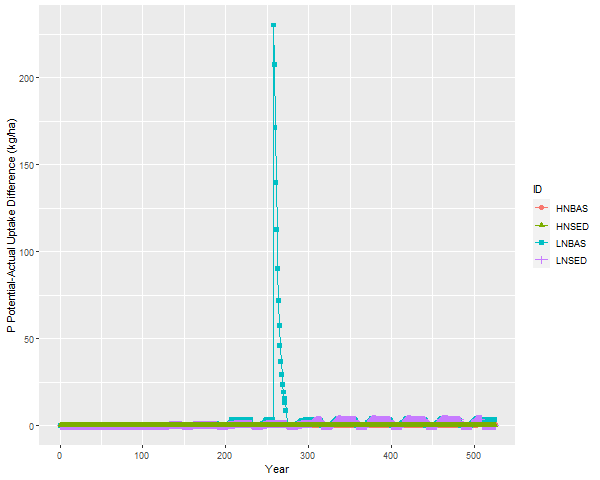 P Potential-Actual Uptake Difference (kg/ha)
200
150
100
50
0
0 100 200 300 400 500
Year
ID
HNBAS
HNSED
LNBAS
LNSED